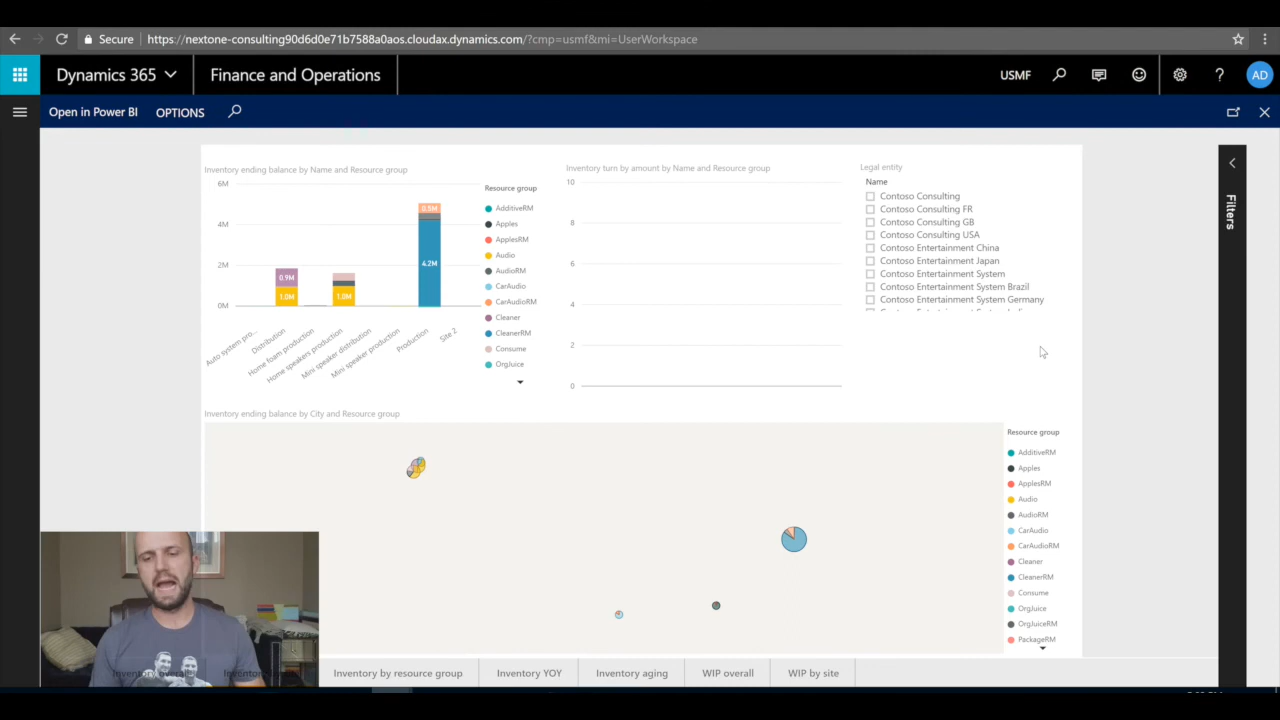 Secure https://nextone-consulting90d6d0e71b7588a0aos.cloudax.dynamics.com/?cmp=usmf&mi=UserWorkspace
Dynamics 365 Finance and Operations USMF ? AD
Open in Power BI OPTIONS
Inventory ending balance by Name and Resource group
6M
4M
2M
0M
0.9M
1.0M
1.0M
0.5M
4.2M
Auto system pro...
Distribution
Home foam production
Home speakers production
Mini speaker distribution
Mini speaker production
Production
Site 2
Resource group
AdditiveRM
Apples
ApplesRM
Audio
AudioRM
CarAudio
CarAudioRM
Cleaner
CleanerRM
Consume
OrgJuice
Inventory turn by amount by Name and Resource group
10
8
6
4
2
0
Legal entity
Name
Contoso Consulting
Contoso Consulting FR
Contoso Consulting GB
Contoso Consulting USA
Contoso Entertainment China
Contoso Entertainment Japan
Contoso Entertainment System
Contoso Entertainment System Brazil
Contoso Entertainment System Germany
Filters
Inventory ending balance by City and Resource group
Resource group
AdditiveRM
Apples
ApplesRM
Audio
AudioRM
CarAudio
CarAudioRM
Cleaner
CleanerRM
Consume
OrgJuice
OrgJuiceRM
PackageRM
Inventory overall Inventory by resource group Inventory YOY Inventory aging WIP overall WIP by site